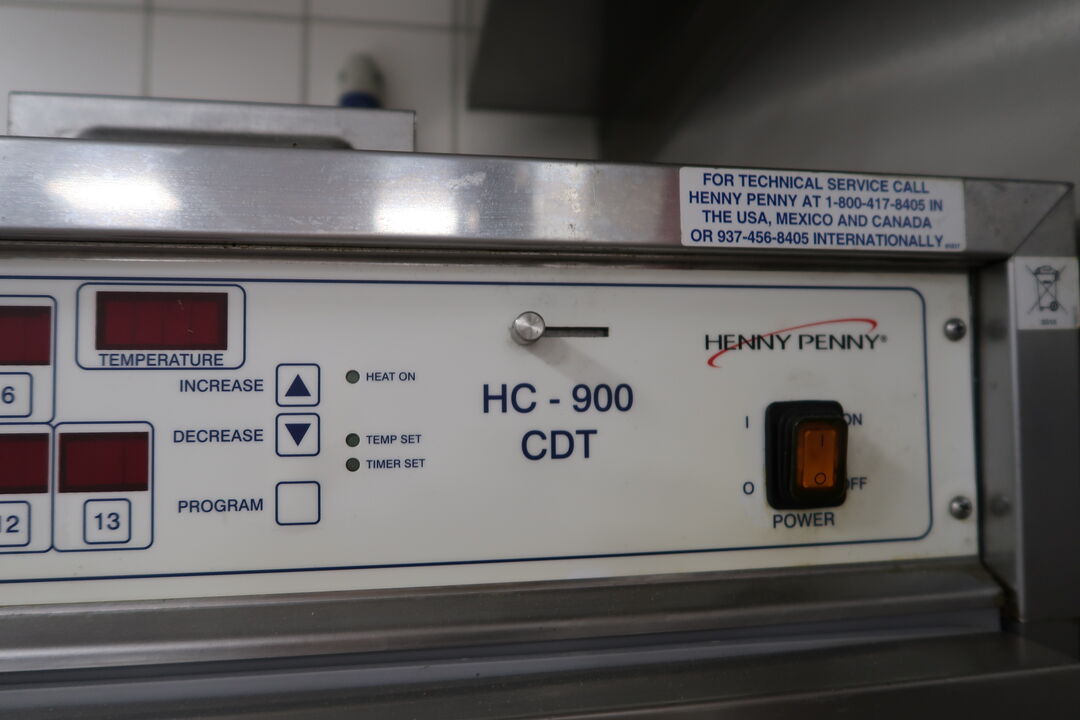 FOR TECHNICAL SERVICE CALL
HENNY PENNY AT 1-800-417-8405 IN
THE USA, MEXICO AND CANADA
OR 937-456-8405 INTERNATIONALLY
TEMPERATURE
6
INCREASE
HEAT ON
DECREASE
TEMP SET
TIMER SET
12
13
PROGRAM
HC - 900
CDT
HENNY PENNY®
I
ON
I
O
O
OFF
POWER